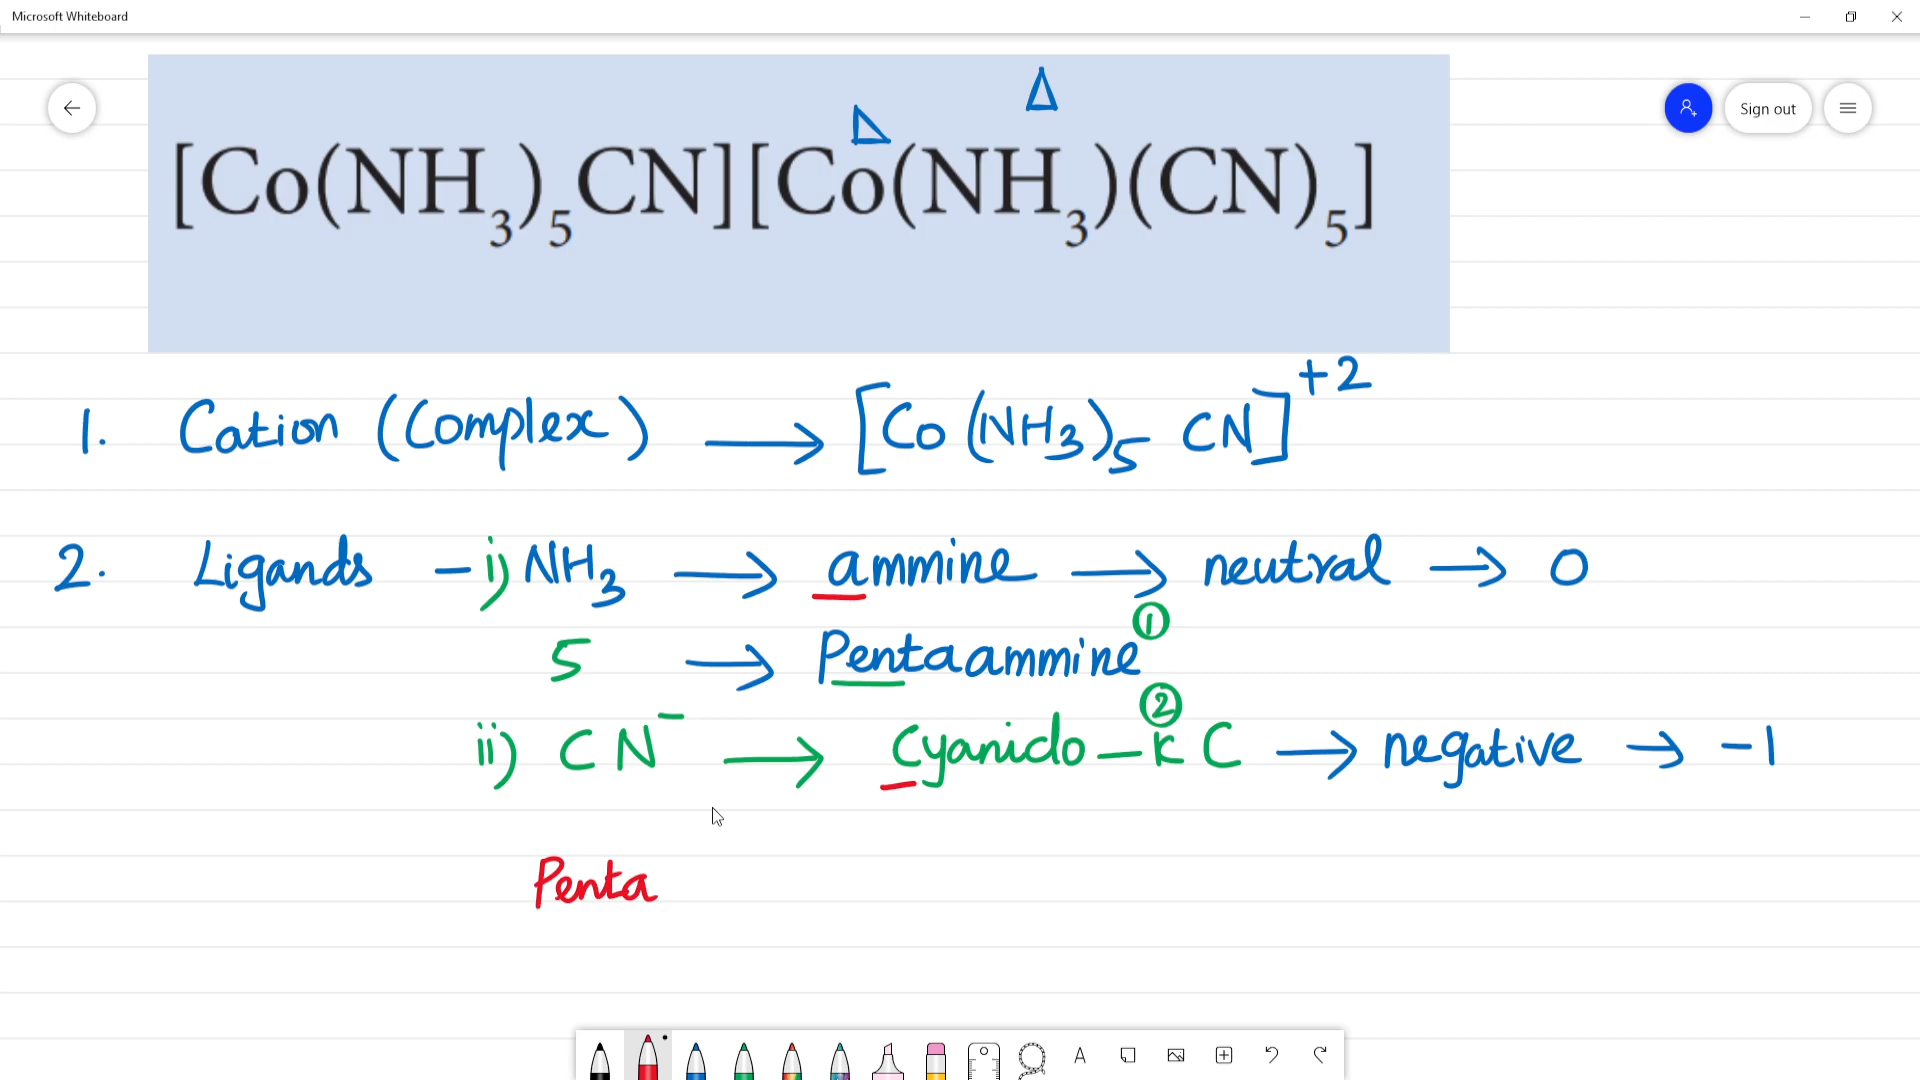 Microsoft Whiteboard
Sign out
[Co(NH₃)₅CN][Co(NH₃)(CN)₅]
1. Cation (Complex) → [Co(NH3)5 CN]+2
2. Ligands - i) NH3 → ammine → neutral → 0
5 → Pentaammine ①
ii) CN⁻ → Cyanido-κC ② → negative → -1
Penta
A